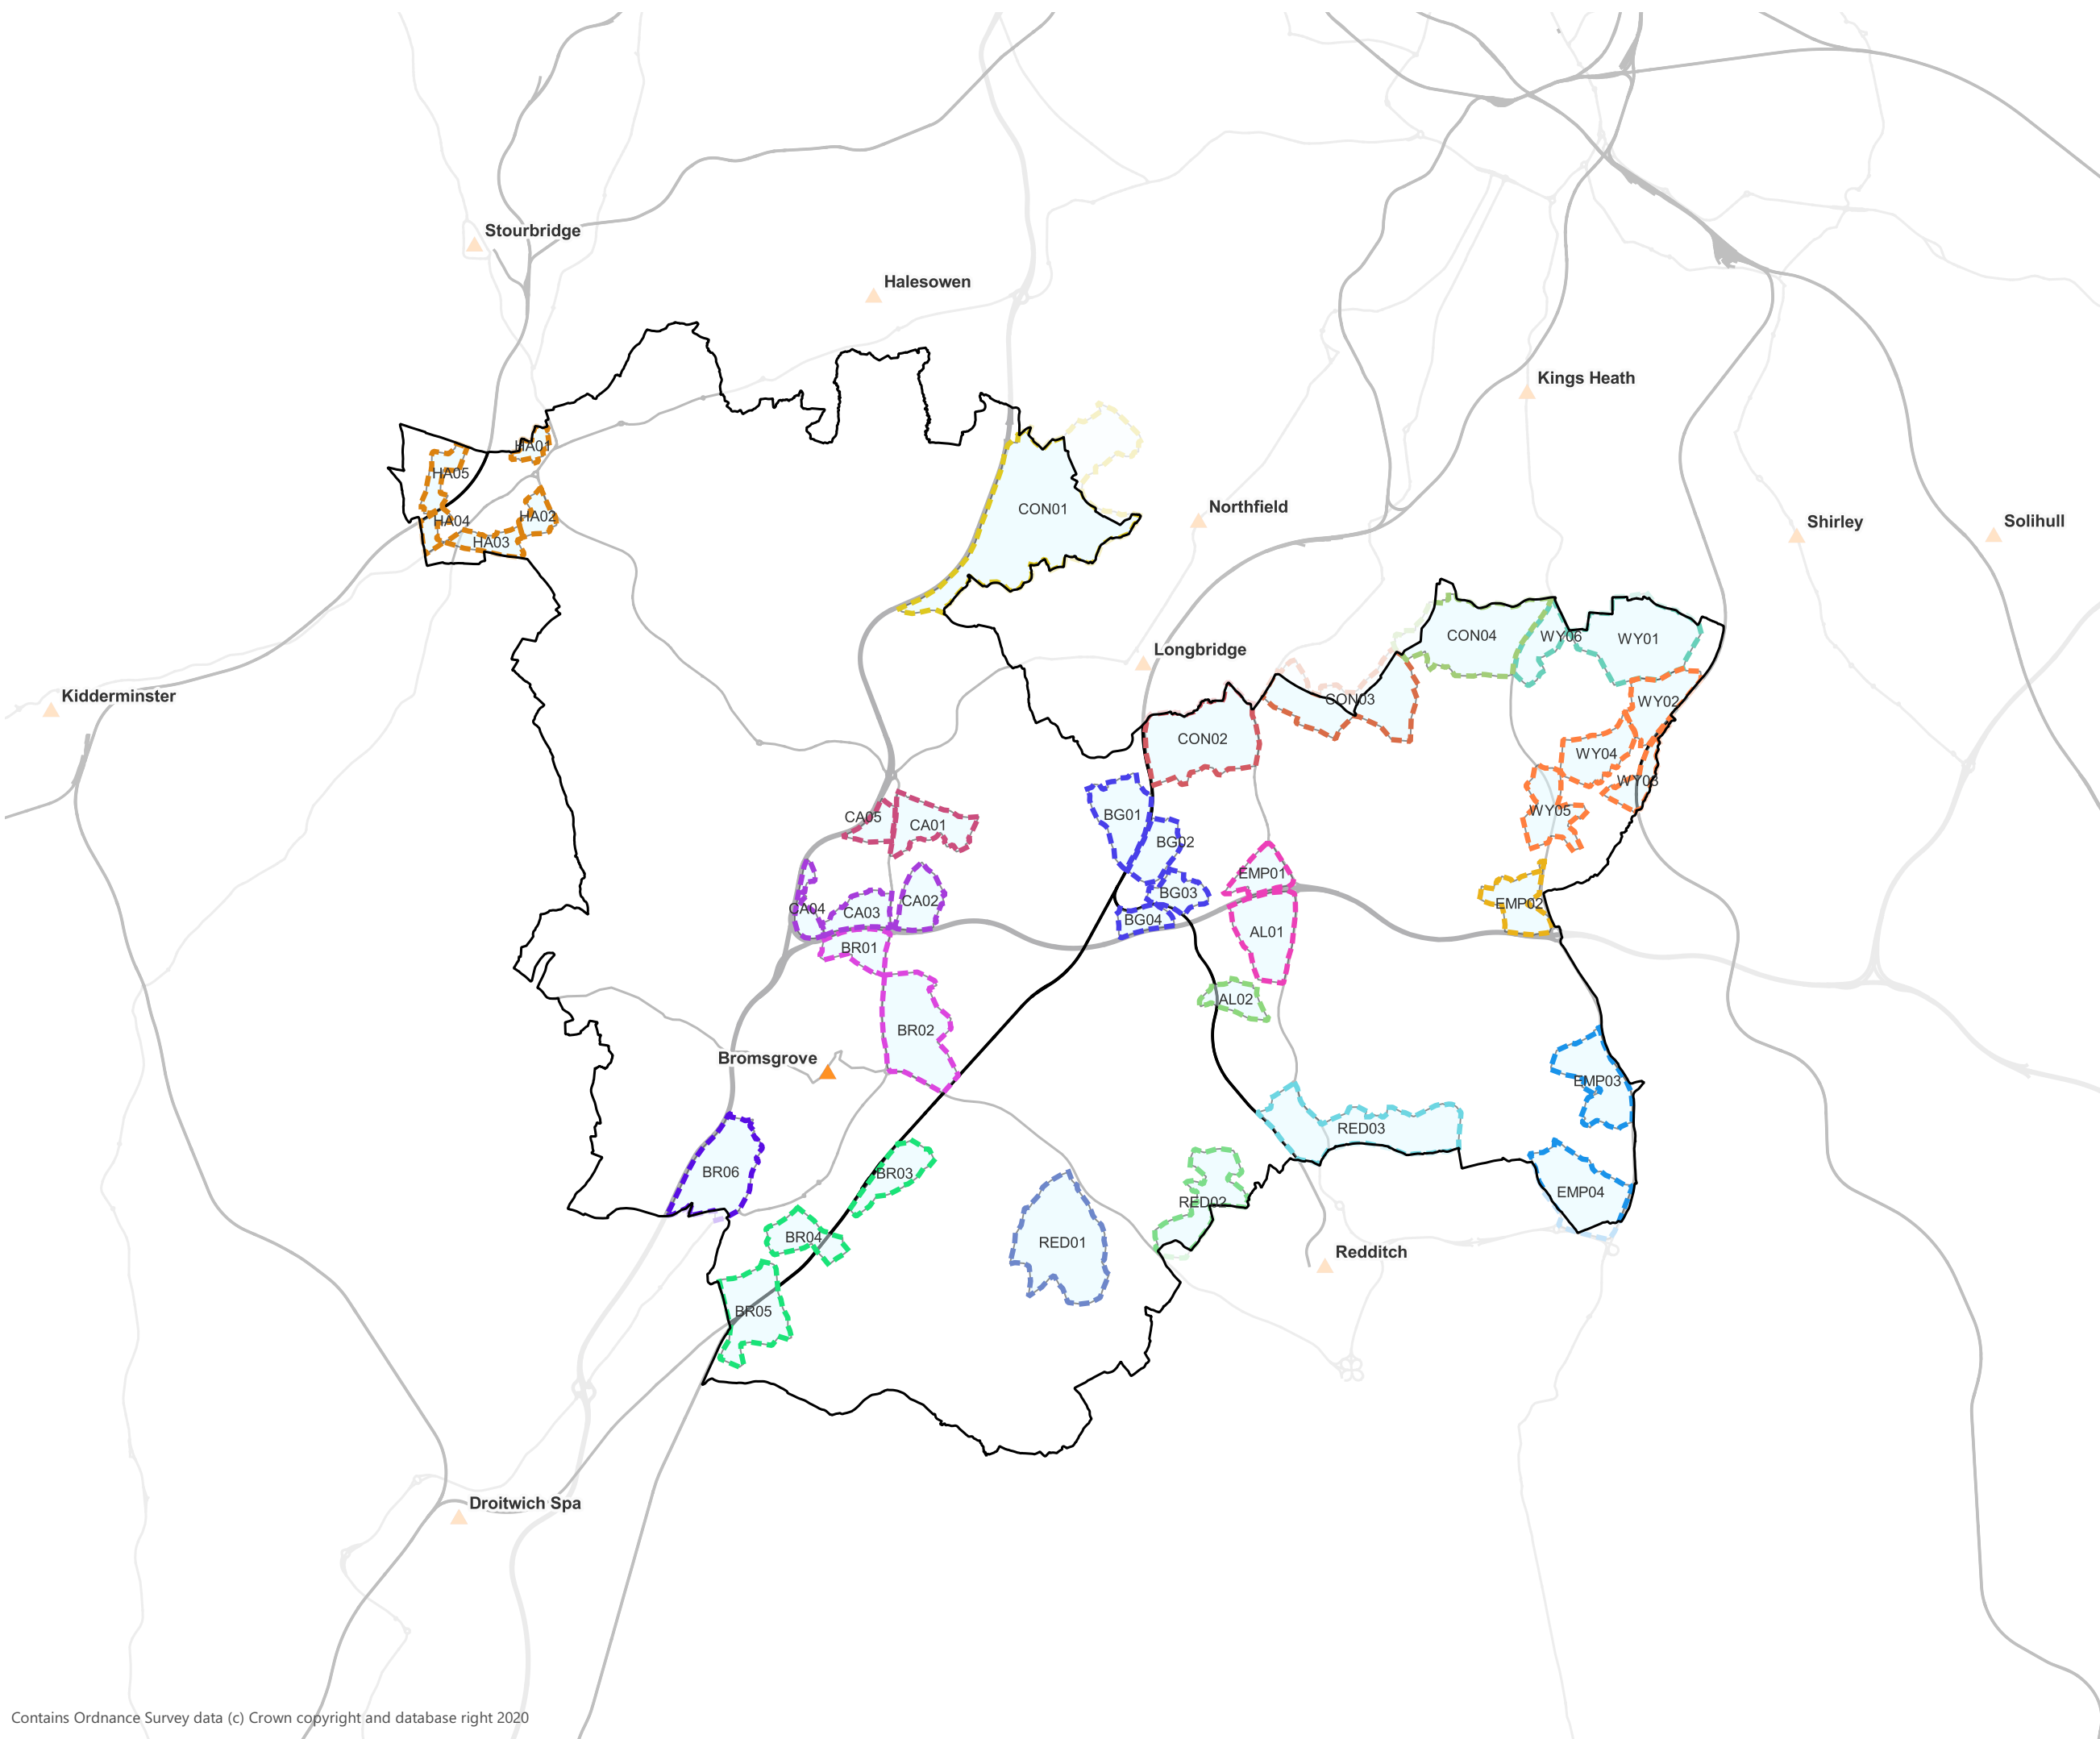 Stourbridge
Halesowen
Kings Heath
HA01
HA05
Northfield
CON01
HA02
HA04
Shirley
Solihull
HA03
CON04
WY06
WY01
Longbridge
Kidderminster
CON03
WY02
CON02
WY04
WY03
CA05
CA01
BG01
WY05
BG02
EMP01
BG03
CA02
EMP02
CA04
CA03
BG04
AL01
BR01
AL02
BR02
Bromsgrove
EMP03
RED03
BR06
BR03
EMP04
RED02
BR04
RED01
Redditch
BR05
Droitwich Spa
Contains Ordnance Survey data (c) Crown copyright and database right 2020